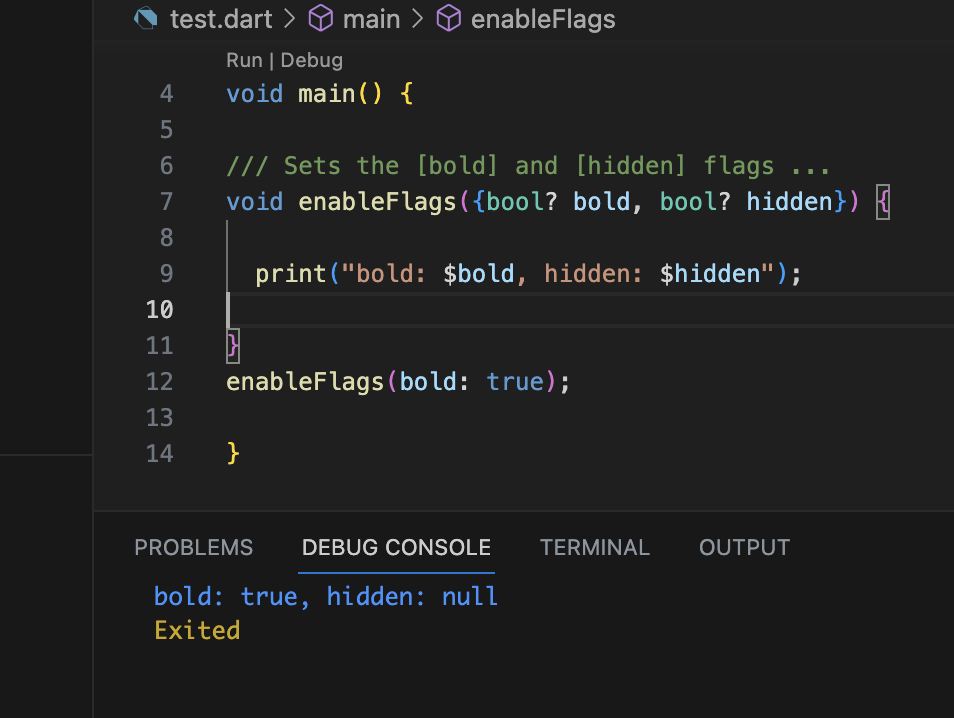 test.dart > main > enableFlags
Run | Debug
4 void main() {
5
6 /// Sets the [bold] and [hidden] flags ...
7 void enableFlags({bool? bold, bool? hidden}) {
8
9 print("bold: $bold, hidden: $hidden");
10
11 }
12 enableFlags(bold: true);
13
14 }
PROBLEMS DEBUG CONSOLE TERMINAL OUTPUT
bold: true, hidden: null
Exited